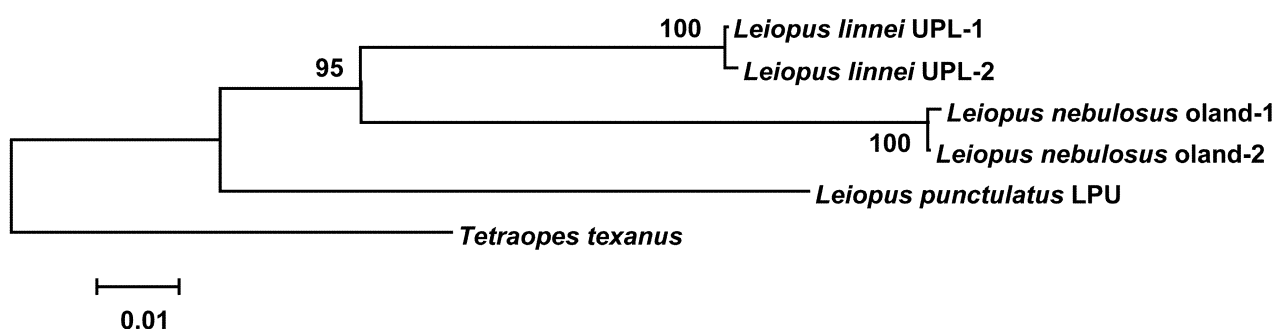 100
Leiopus linnei UPL-1
95
Leiopus linnei UPL-2
Leiopus nebulosus oland-1
100
Leiopus nebulosus oland-2
Leiopus punctulatus LPU
Tetraopes texanus
0.01